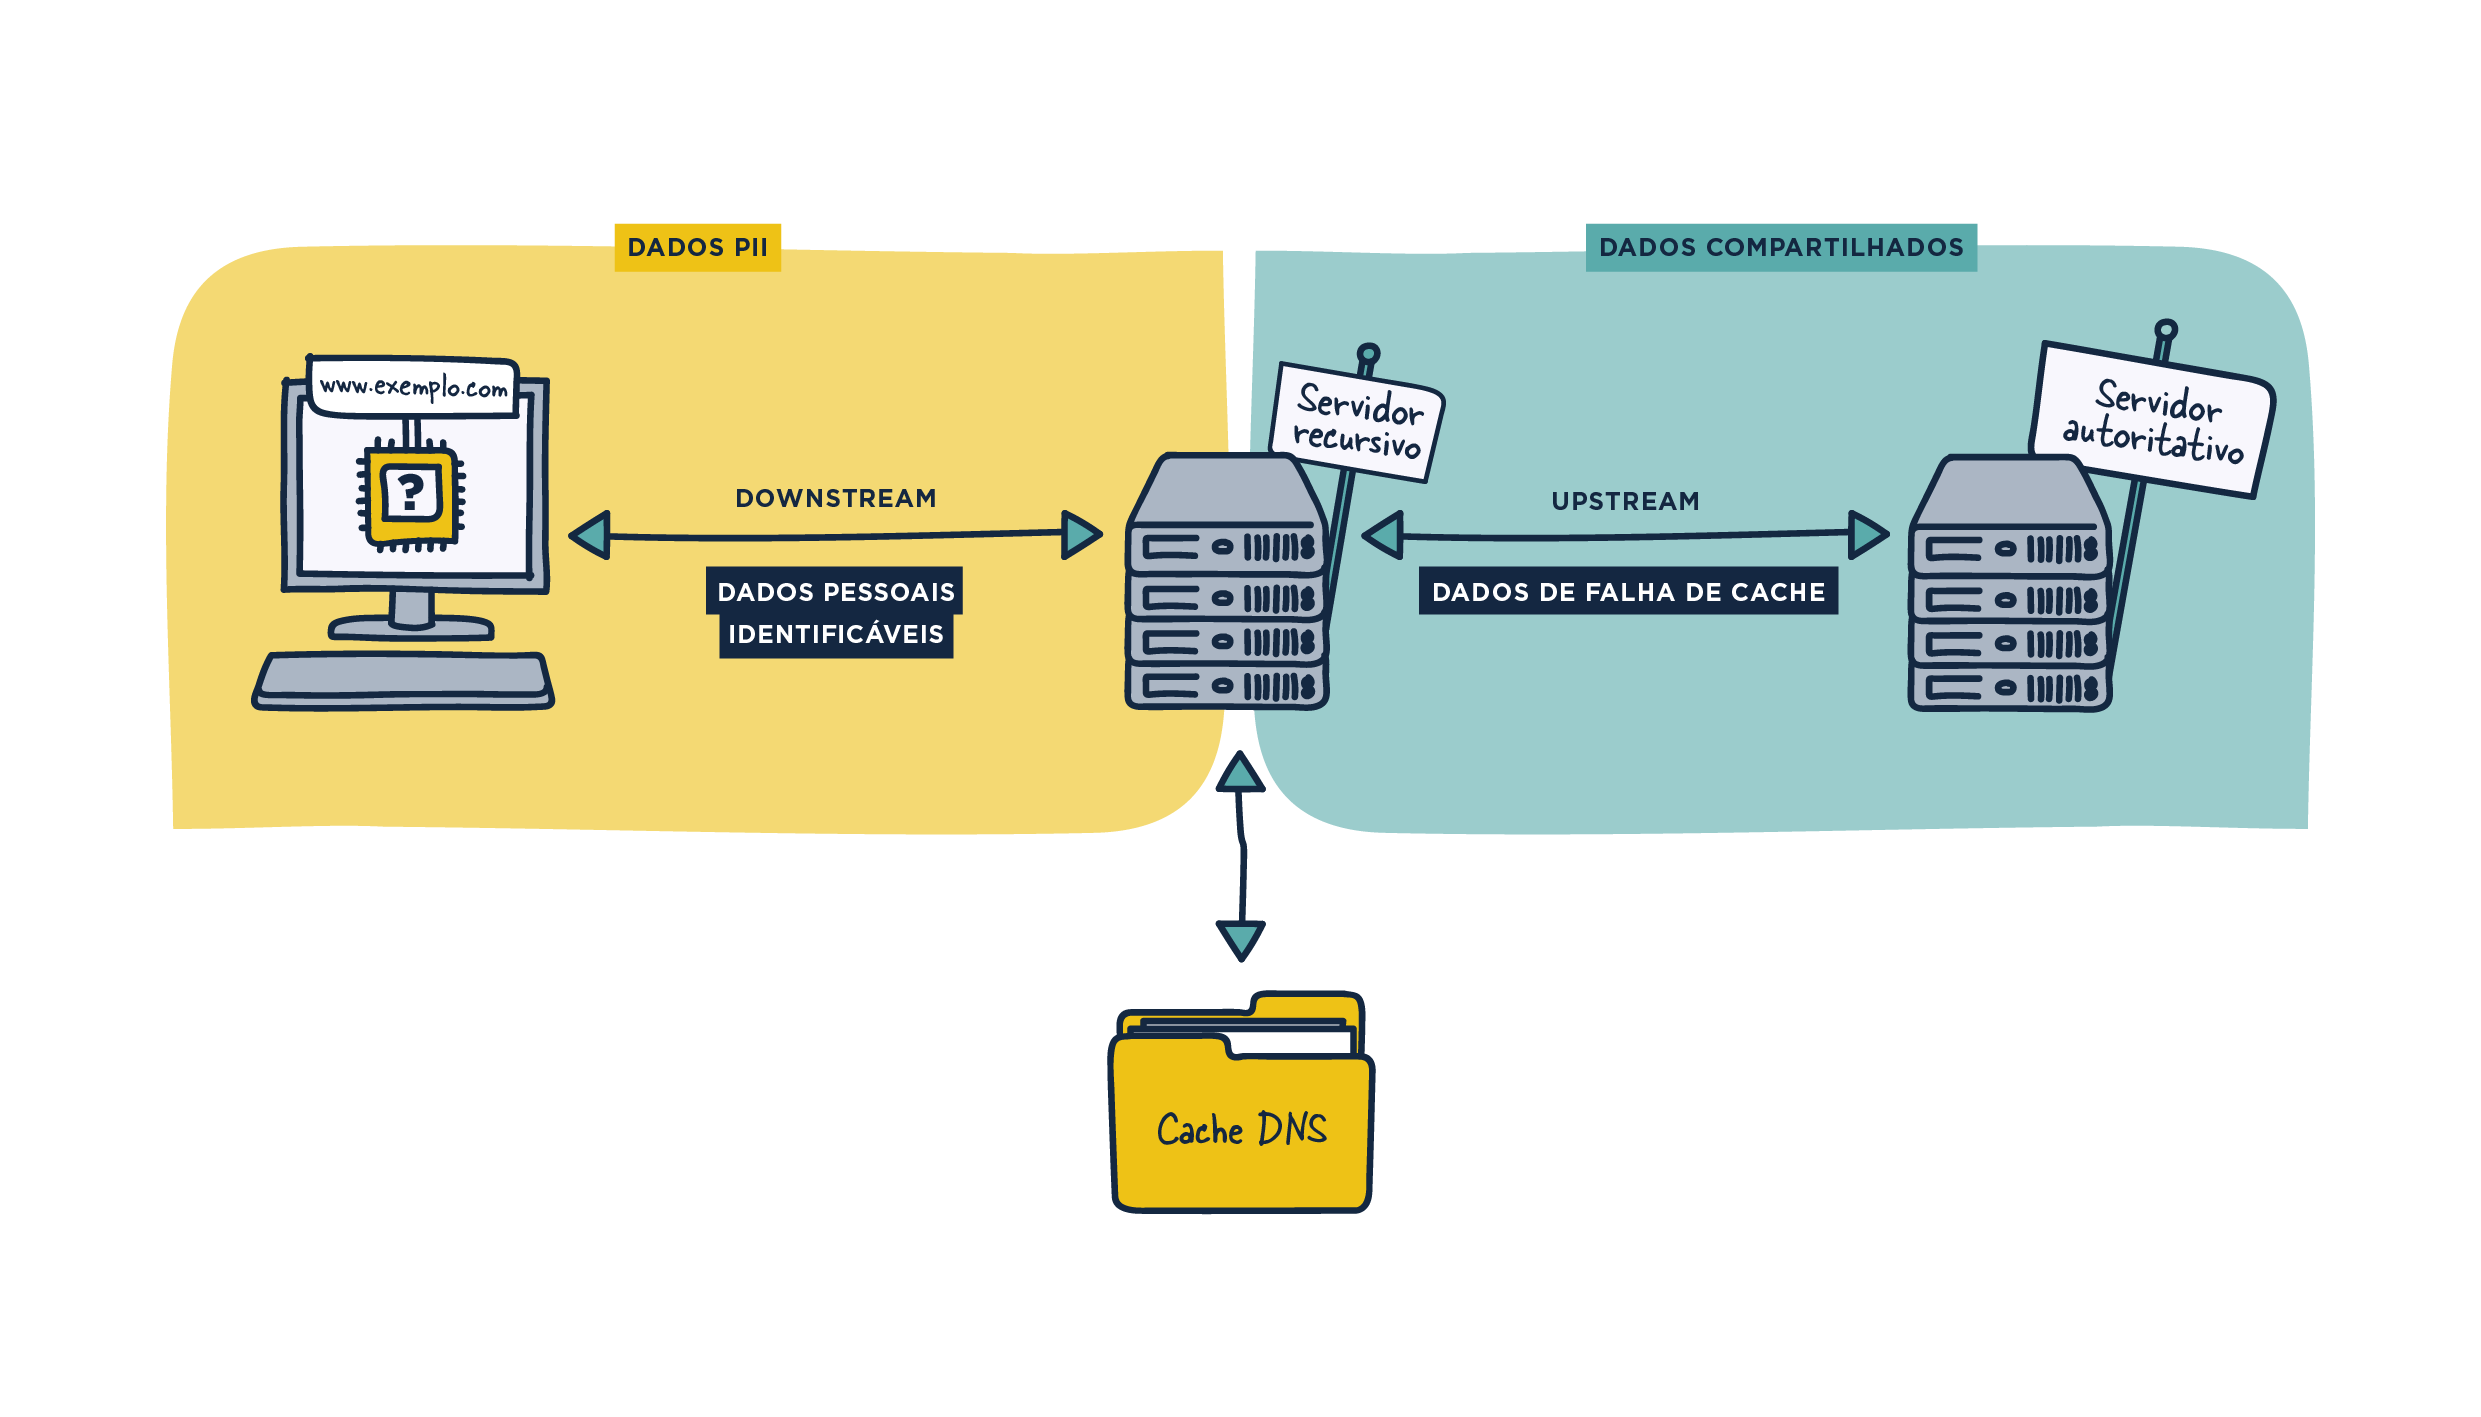 DADOS PII
DADOS COMPARTILHADOS
www.exemplo.com
?
DOWNSTREAM
DADOS PESSOAIS
IDENTIFICÁVEIS
Servidor
recursivo
UPSTREAM
DADOS DE FALHA DE CACHE
Servidor
autoritativo
Cache DNS